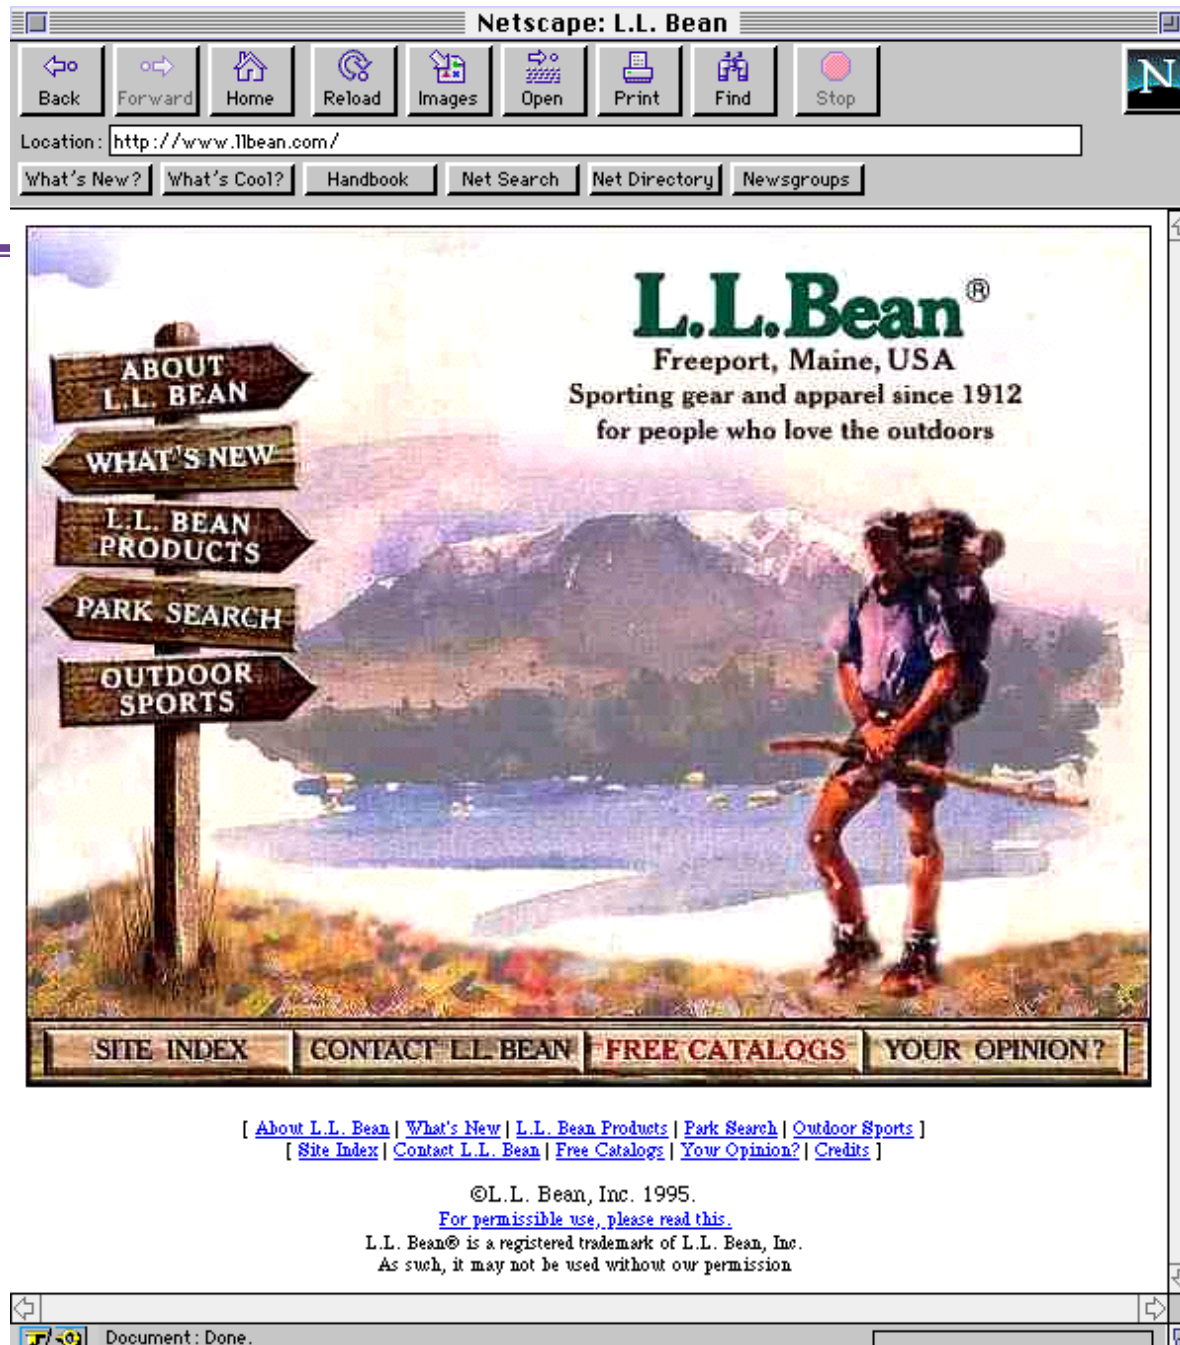 Netscape: L.L. Bean
Back Forward Home Reload Images Open Print Find Stop
N
Location: http://www.llbean.com/
What's New? What's Cool? Handbook Net Search Net Directory Newsgroups
L.L.Bean®
Freeport, Maine, USA
Sporting gear and apparel since 1912
for people who love the outdoors
ABOUT
L.L. BEAN
WHAT'S NEW
L.L. BEAN
PRODUCTS
PARK SEARCH
OUTDOOR
SPORTS
SITE INDEX CONTACT L.L. BEAN FREE CATALOGS YOUR OPINION?
[ About L.L. Bean | What's New | L.L. Bean Products | Park Search | Outdoor Sports ]
[ Site Index | Contact L.L. Bean | Free Catalogs | Your Opinion? | Credits ]
©L.L. Bean, Inc. 1995.
For permissible use, please read this.
L.L. Bean® is a registered trademark of L.L. Bean, Inc.
As such, it may not be used without our permission
Document: Done.